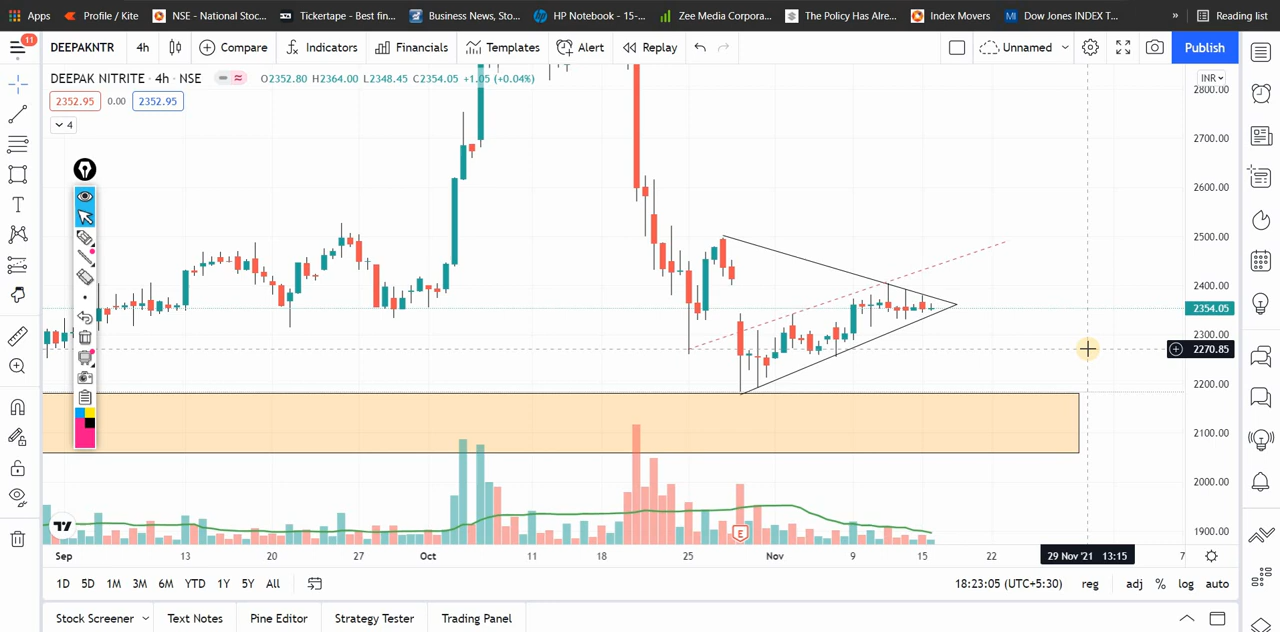 Apps Profile / Kite NSE - National Stoc... Tickertape - Best fin... Business News, Sto... HP Notebook - 15-... Zee Media Corpora... The Policy Has Alre... Index Movers MI Dow Jones INDEX T... » Reading list
11 DEEPAKNTR 4h Compare Indicators Financials Templates Alert Replay Unnamed Publish
DEEPAK NITRITE · 4h · NSE O2352.80 H2364.00 L2348.45 C2354.05 +1.05 (+0.04%) INR
2352.95 0.00 2352.95
4
2800.00
2700.00
2600.00
2500.00
2400.00
2354.05
2300.00
2270.85
2200.00
2100.00
2000.00
1900.00
E
Sep 13 20 27 Oct 11 18 25 Nov 9 15 22 29 Nov '21 13:15 7
1D 5D 1M 3M 6M YTD 1Y 5Y All 18:23:05 (UTC+5:30) reg adj % log auto
Stock Screener Text Notes Pine Editor Strategy Tester Trading Panel